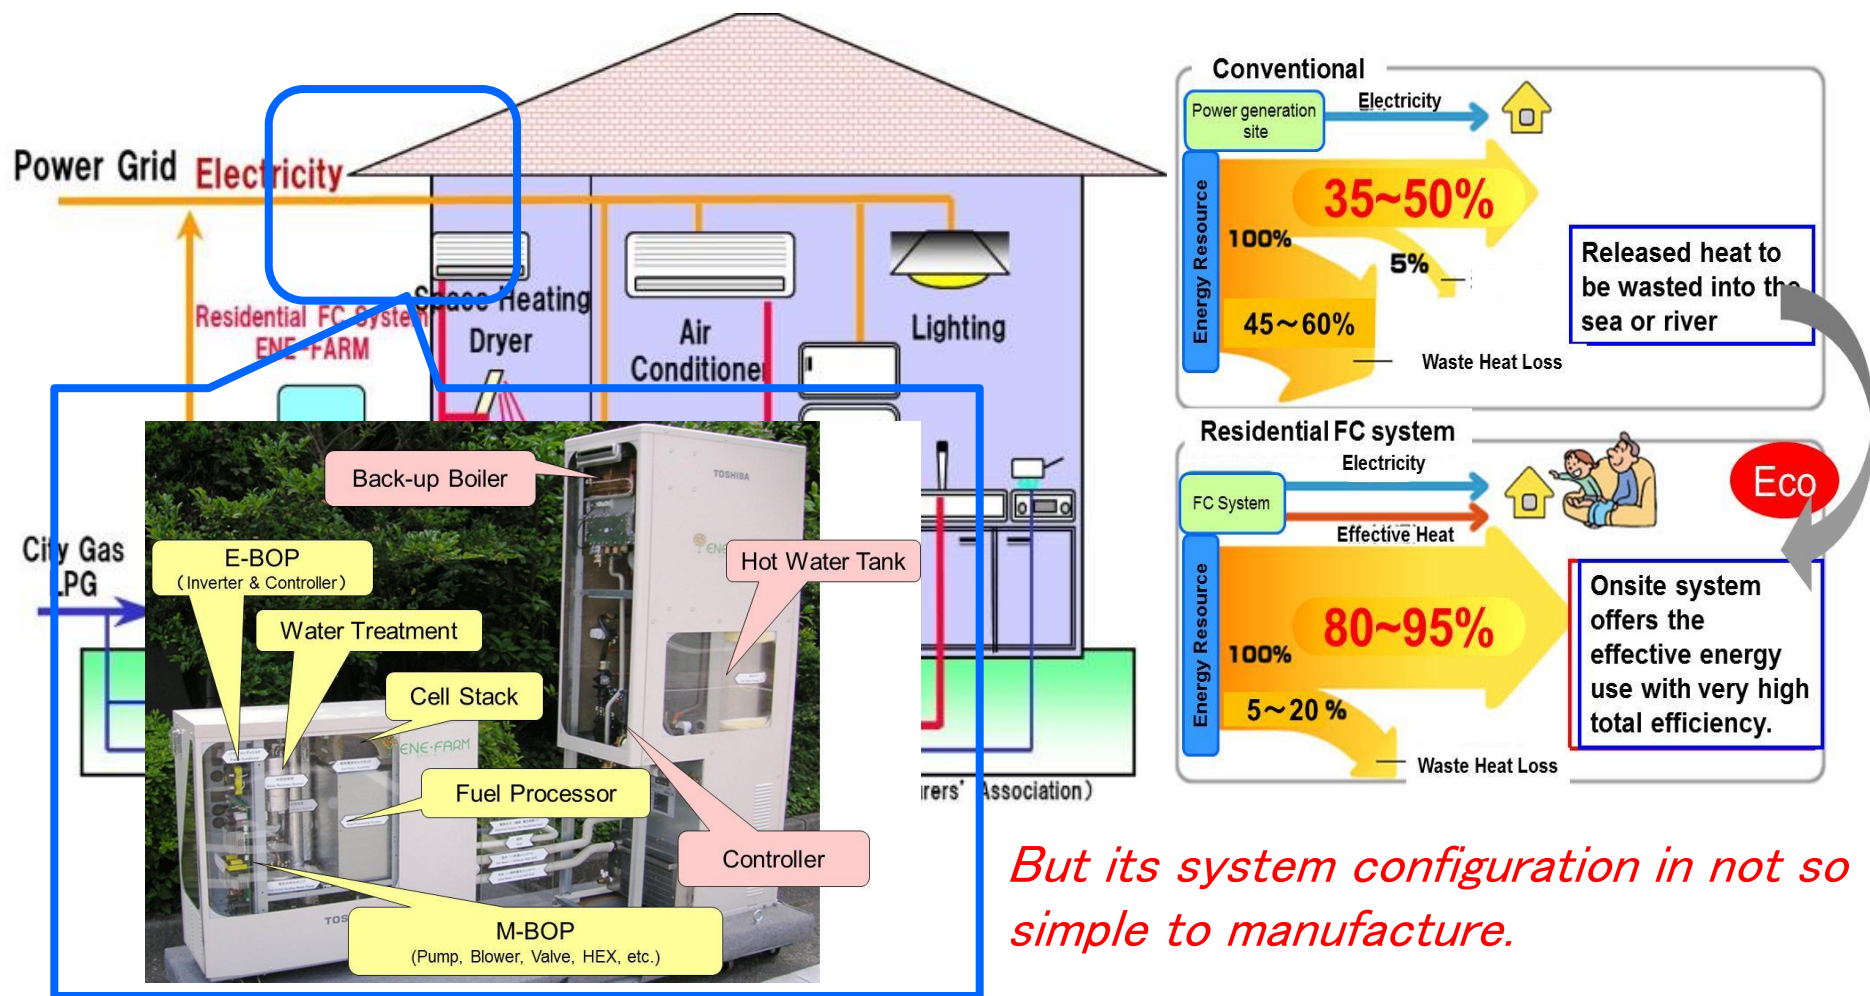 Power Grid
Electricity
Residential FC System
ENE-FARM
Space Heating
Dryer
Air
Conditioner
Lighting
City Gas
LPG
Back-up Boiler
TOSHIBA
E-BOP
(Inverter & Controller)
Hot Water Tank
Water Treatment
Cell Stack
ENE-FARM
Fuel Processor
Controller
M-BOP
(Pump, Blower, Valve, HEX, etc.)
Association)
Conventional
Power generation
site
Electricity
Energy Resource
35~50%
100%
5%
45~60%
Waste Heat Loss
Released heat to
be wasted into the
sea or river
Residential FC system
Electricity
FC System
Effective Heat
Eco
Energy Resource
80~95%
100%
5~20 %
Waste Heat Loss
Onsite system
offers the
effective energy
use with very high
total efficiency.
But its system configuration in not so
simple to manufacture.